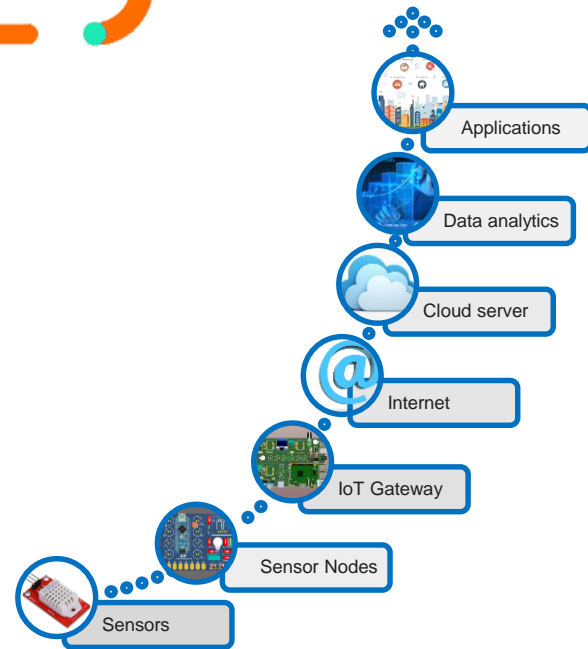 Applications
Data analytics
Cloud server
@
Internet
IoT Gateway
Sensor Nodes
Sensors